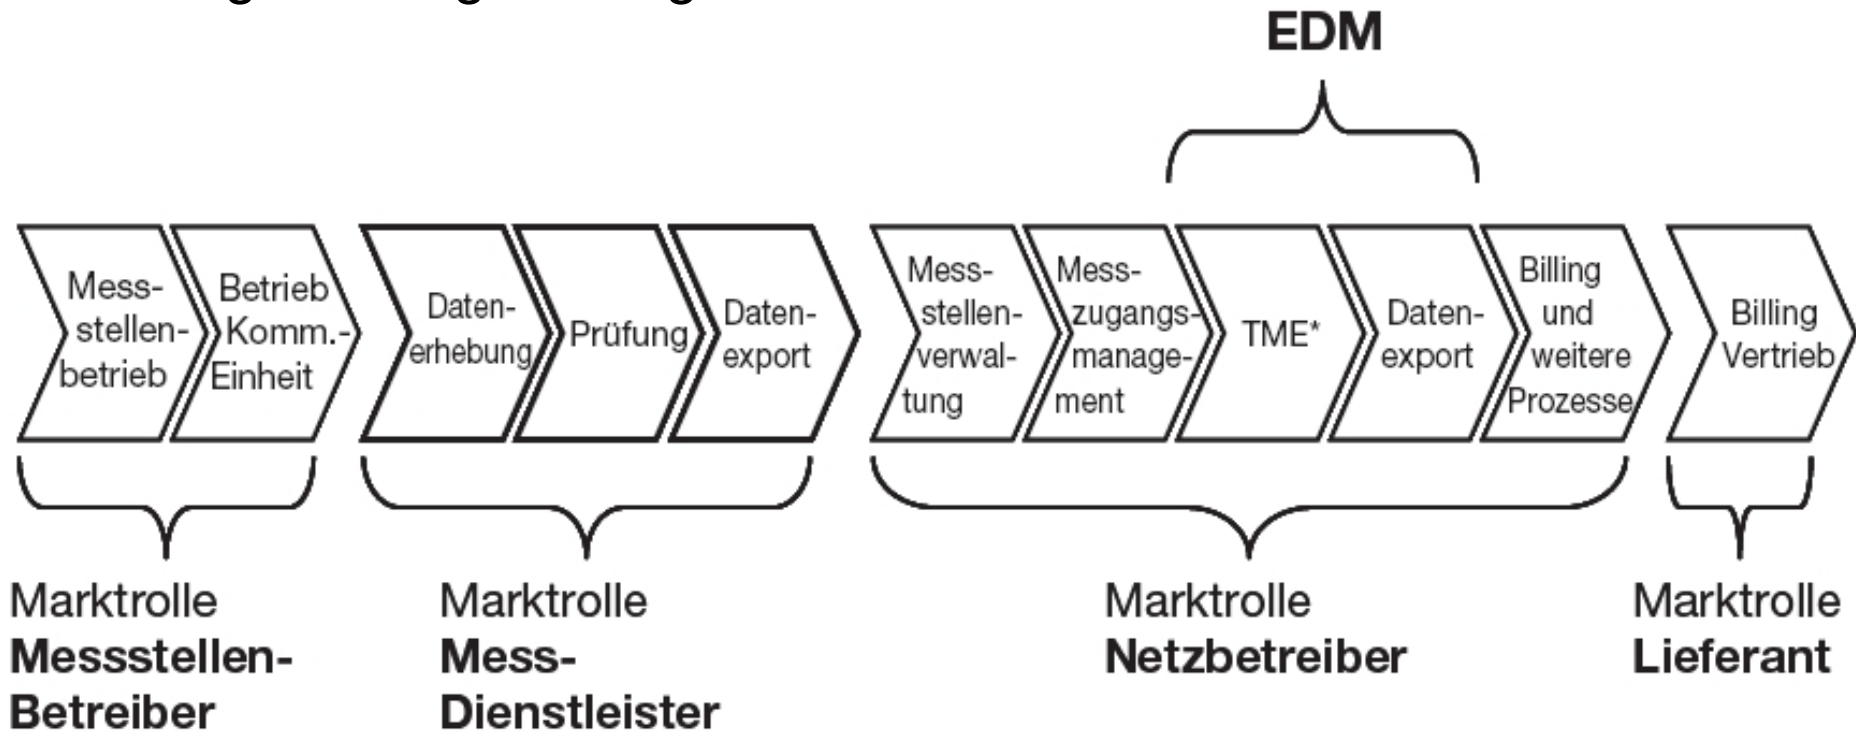 EDM
Mess-
stellen-
betrieb
Betrieb
Komm.-
Einheit
Daten-
erhebung
Prüfung
Daten-
export
Mess-
stellen-
verwal-
tung
Mess-
zugangs-
manage-
ment
TME*
Daten-
export
Billing
und
weitere
Prozesse
Billing
Vertrieb
Marktrolle
Messstellen-
Betreiber
Marktrolle
Mess-
Dienstleister
Marktrolle
Netzbetreiber
Marktrolle
Lieferant